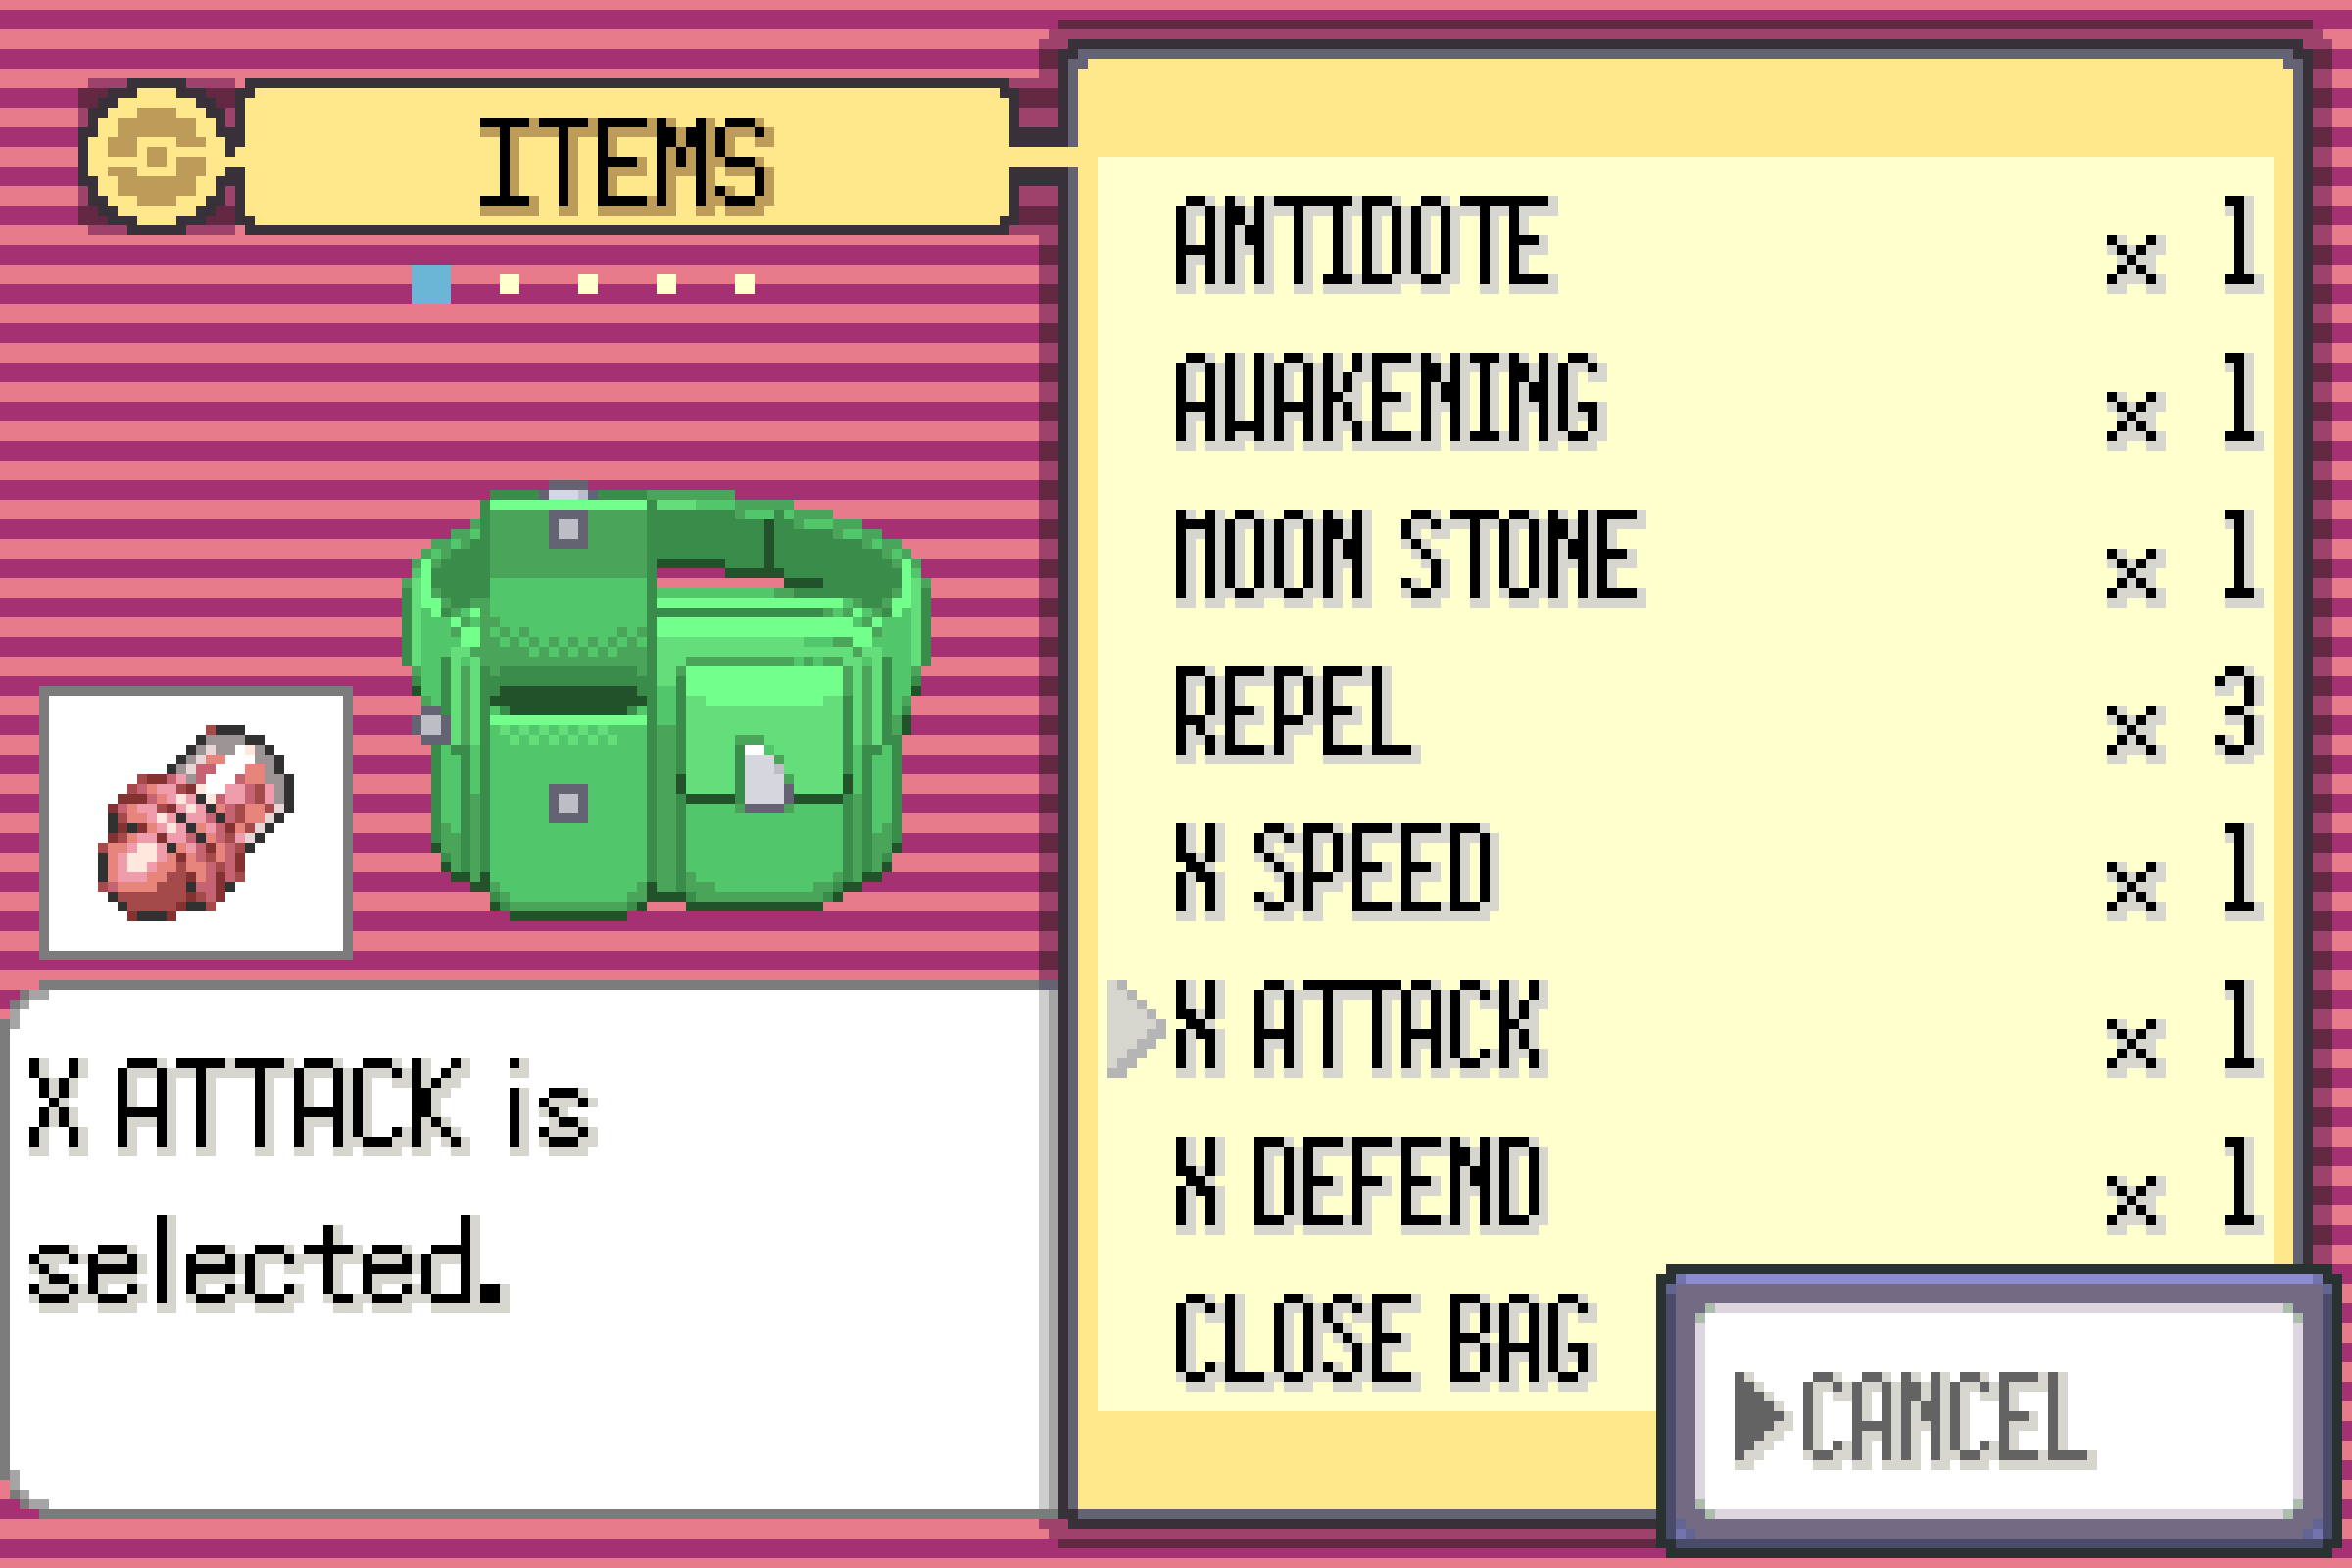 ITEMS
ANTIDOTE × 1
AWAKENING × 1
MOON STONE × 1
REPEL × 3
X SPEED × 1
X ATTACK × 1
X DEFEND × 1
CLOSE BAG
X ATTACK is
selected.
CANCEL